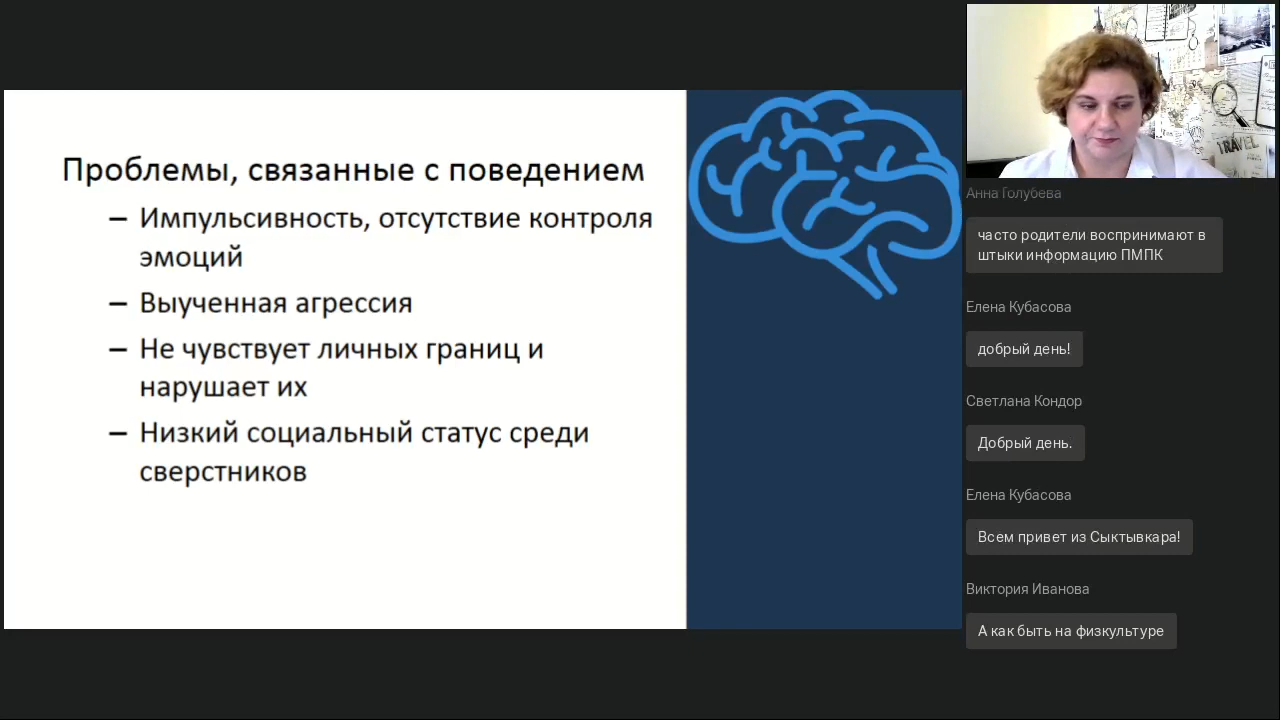 Проблемы, связанные с поведением
– Импульсивность, отсутствие контроля
эмоций
– Выученная агрессия
– Не чувствует личных границ и
нарушает их
– Низкий социальный статус среди
сверстников
TRAVEL
Анна Голубева
часто родители воспринимают в
штыки информацию ПМПК
Елена Кубасова
добрый день!
Светлана Кондор
Добрый день.
Елена Кубасова
Всем привет из Сыктывкара!
Виктория Иванова
А как быть на физкультуре